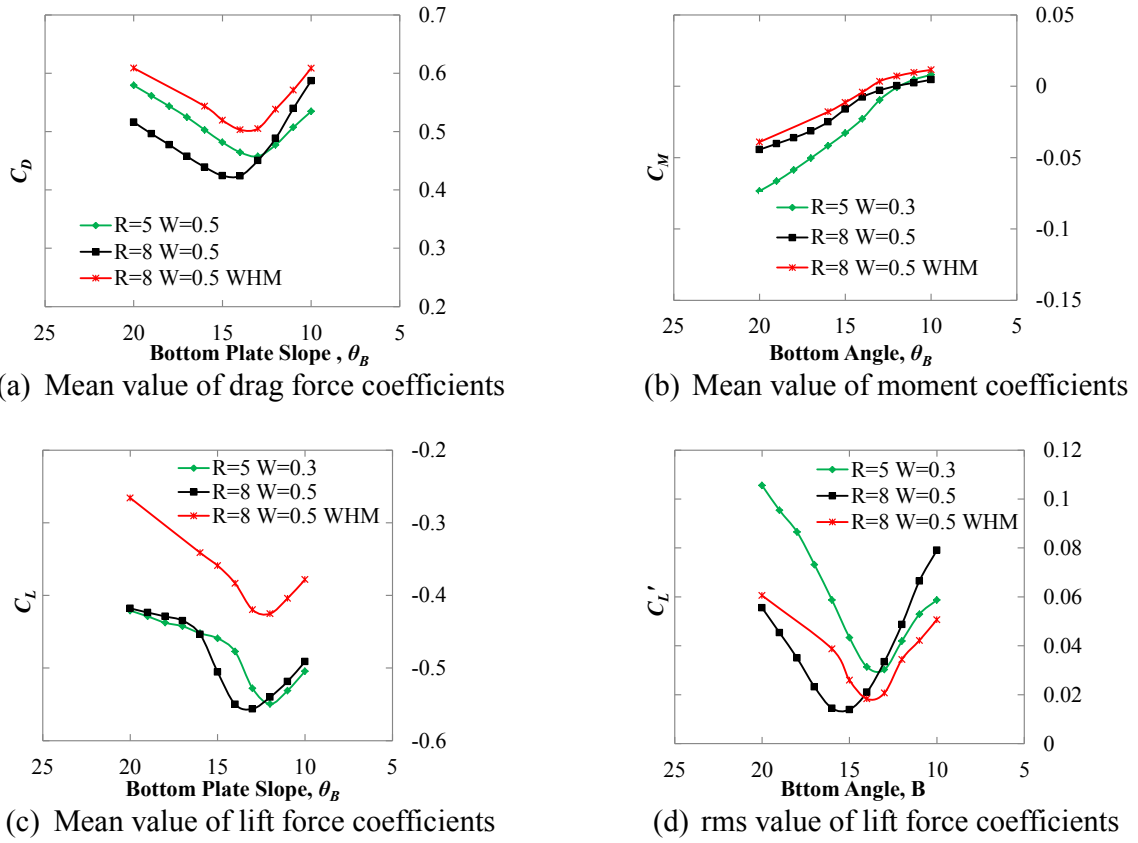 0.7
0.6
0.5
0.4
0.3
0.2
C_D
R=5 W=0.5
R=8 W=0.5
R=8 W=0.5 WHM
25 20 15 10 5
Bottom Plate Slope , θ_B
(a) Mean value of drag force coefficients
0.05
0
-0.05
-0.1
-0.15
C_M
R=5 W=0.3
R=8 W=0.5
R=8 W=0.5 WHM
25 20 15 10 5
Bottom Angle, θ_B
(b) Mean value of moment coefficients
-0.2
-0.3
-0.4
-0.5
-0.6
C_L
R=5 W=0.3
R=8 W=0.5
R=8 W=0.5 WHM
25 20 15 10 5
Bottom Plate Slope, θ_B
(c) Mean value of lift force coefficients
0.12
0.1
0.08
0.06
0.04
0.02
0
C_L'
R=5 W=0.3
R=8 W=0.5
R=8 W=0.5 WHM
25 20 15 10 5
Bttom Angle, B
(d) rms value of lift force coefficients